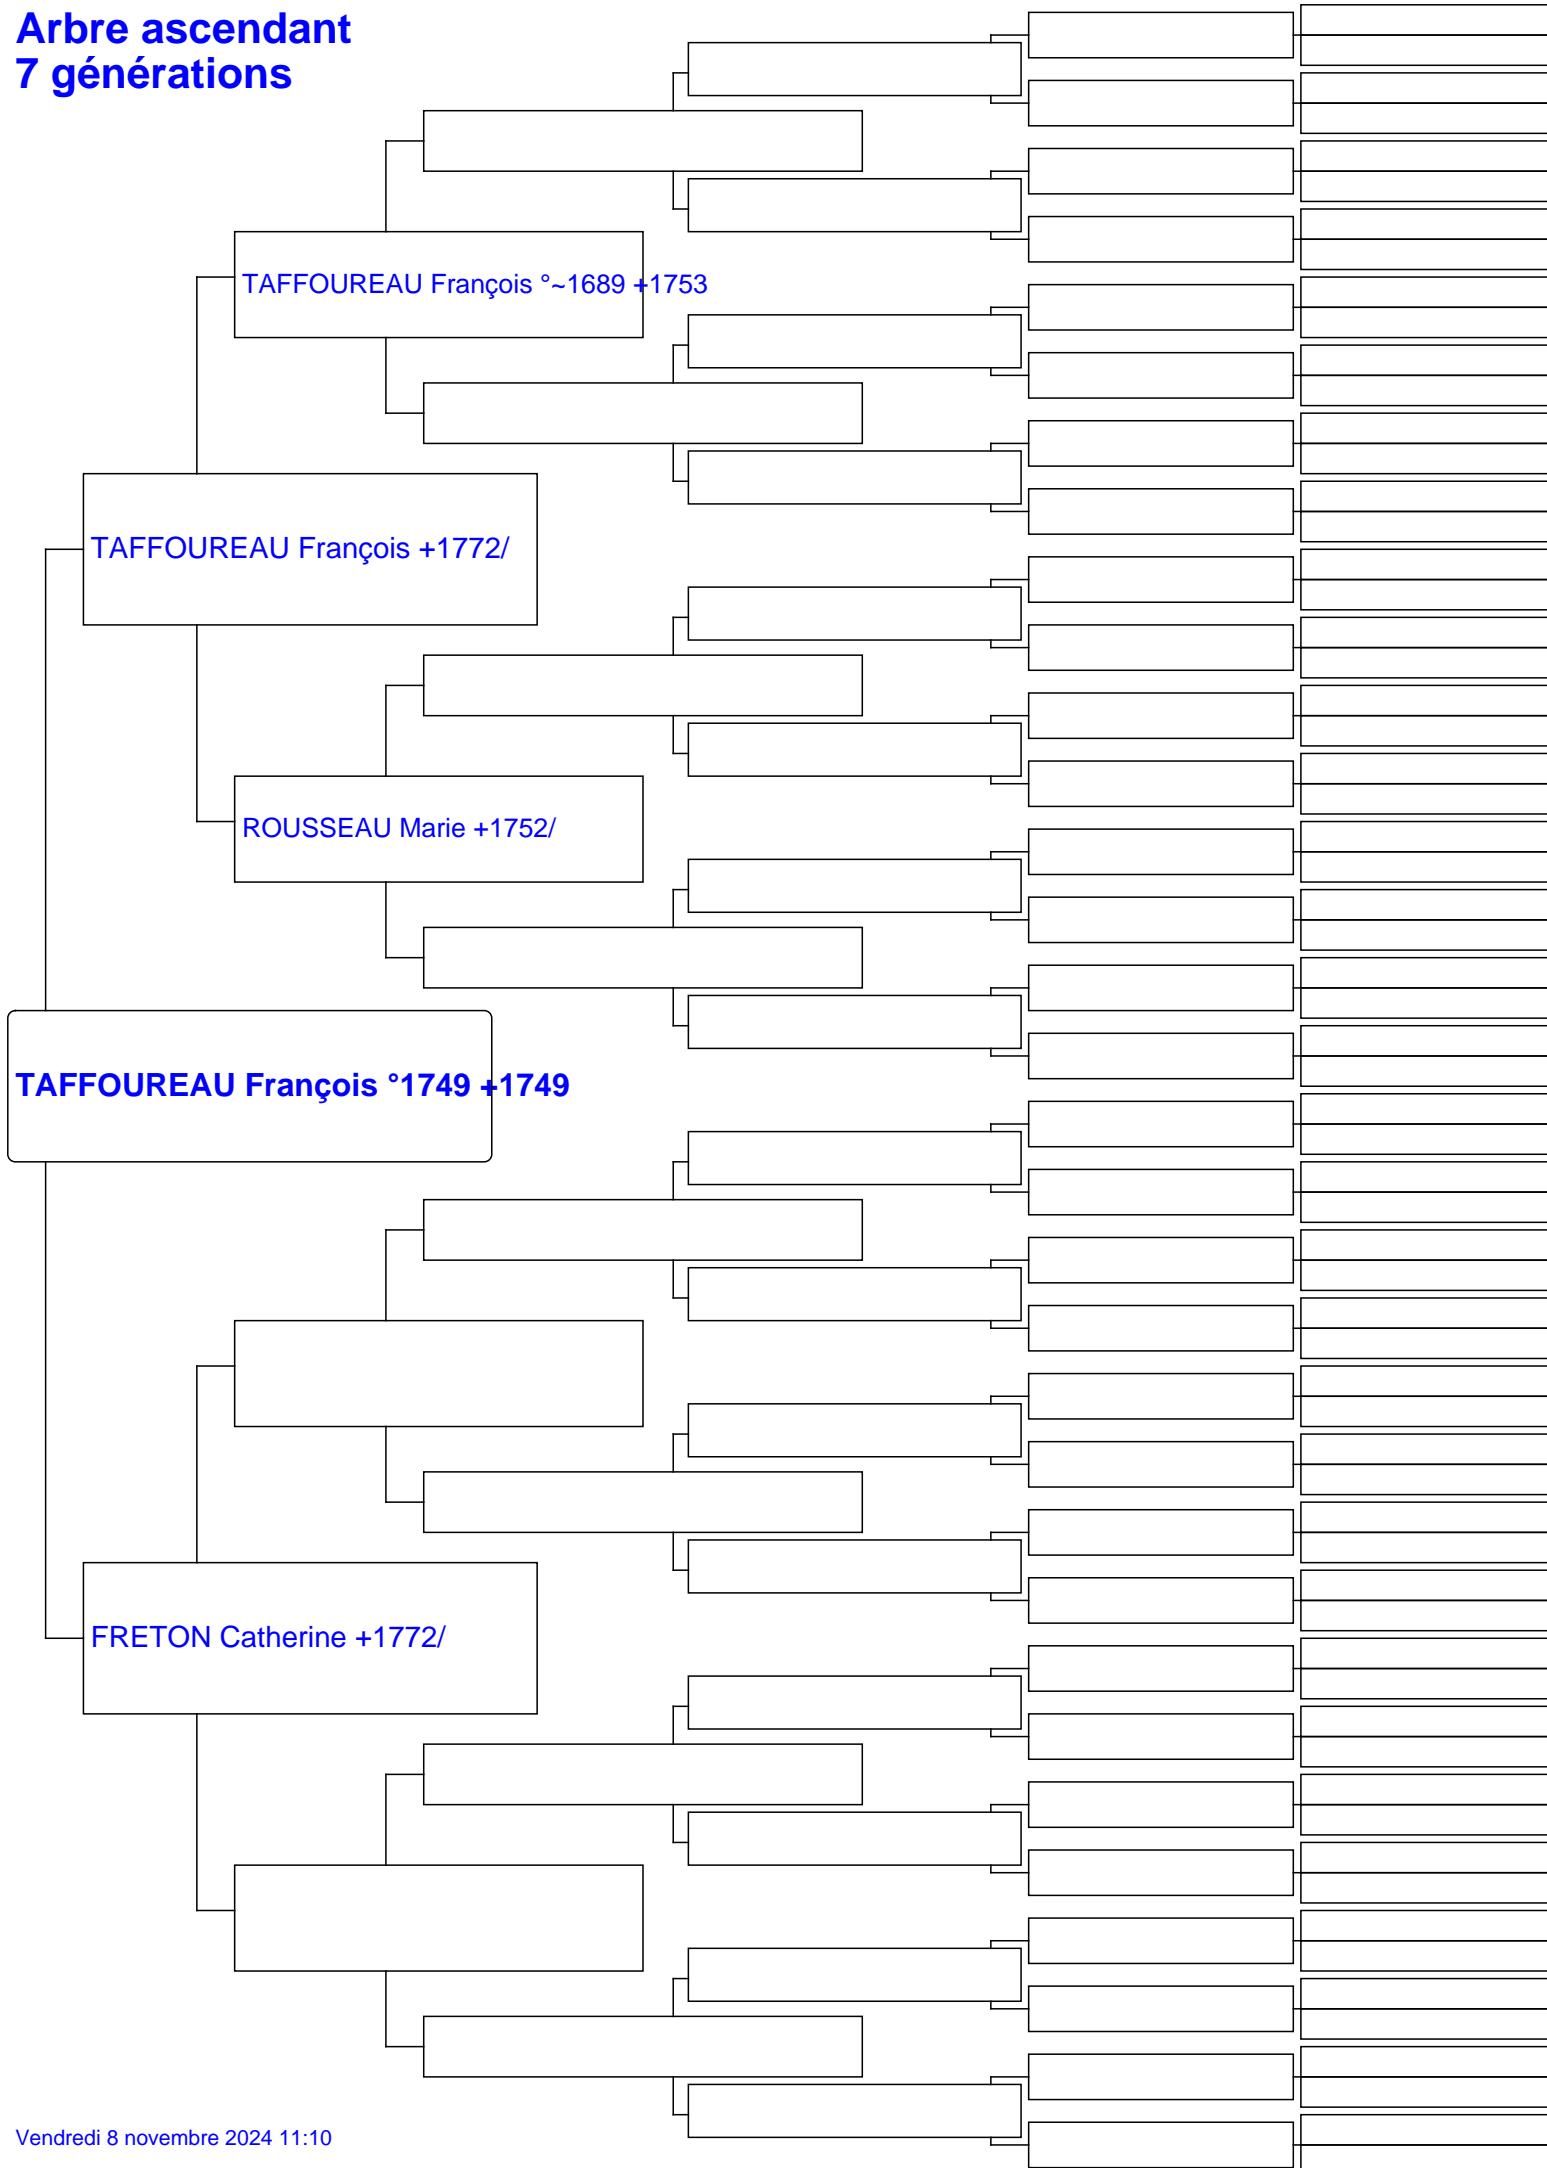 Arbre ascendant
7 générations
TAFFOUREAU François °~1689 +1753
TAFFOUREAU François +1772/
ROUSSEAU Marie +1752/
TAFFOUREAU François °1749 +1749
FRETON Catherine +1772/
Vendredi 8 novembre 2024 11:10